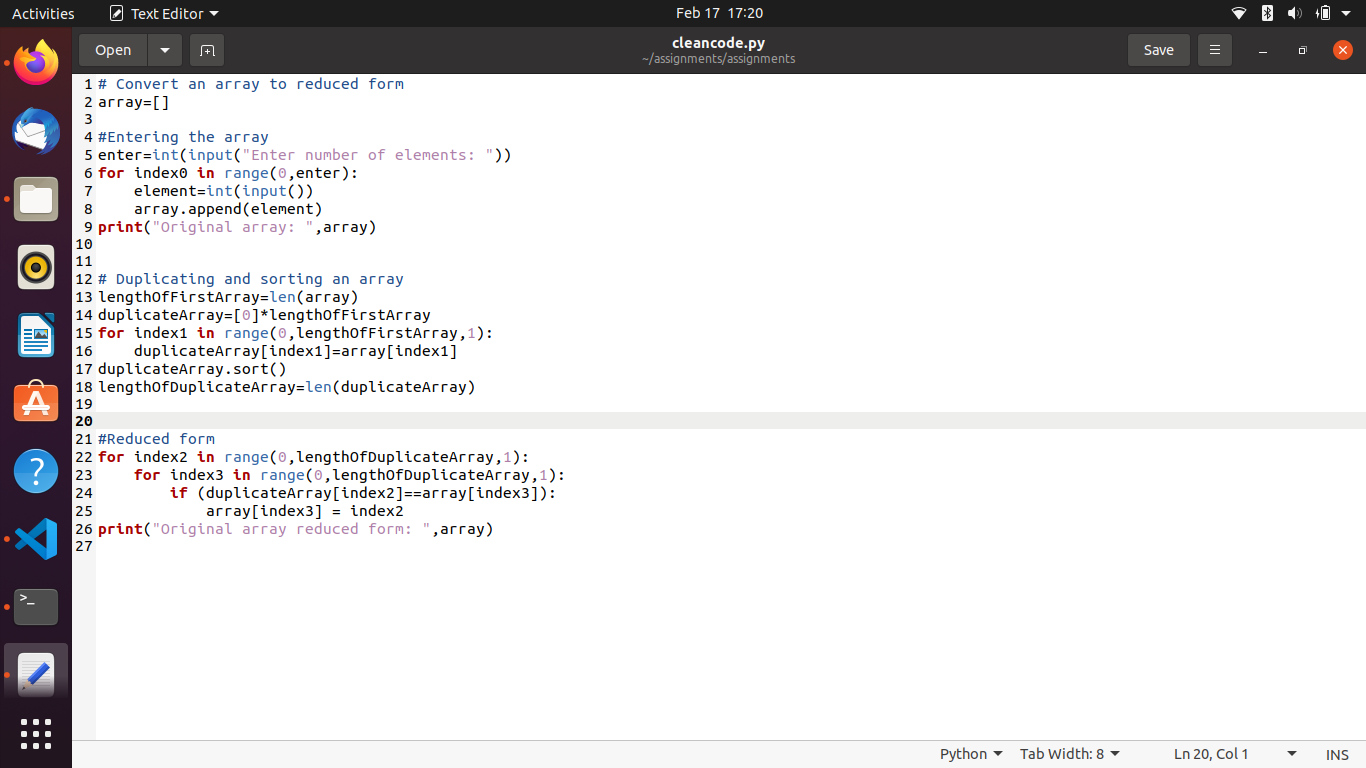 Activities Text Editor Feb 17 17:20
Open cleancode.py Save
~/assignments/assignments
1 # Convert an array to reduced form
2 array=[]
3
4 #Entering the array
5 enter=int(input("Enter number of elements: "))
6 for index0 in range(0,enter):
7     element=int(input())
8     array.append(element)
9 print("Original array: ",array)
10
11
12 # Duplicating and sorting an array
13 lengthOfFirstArray=len(array)
14 duplicateArray=[0]*lengthOfFirstArray
15 for index1 in range(0,lengthOfFirstArray,1):
16     duplicateArray[index1]=array[index1]
17 duplicateArray.sort()
18 lengthOfDuplicateArray=len(duplicateArray)
19
20
21 #Reduced form
22 for index2 in range(0,lengthOfDuplicateArray,1):
23     for index3 in range(0,lengthOfDuplicateArray,1):
24         if (duplicateArray[index2]==array[index3]):
25             array[index3] = index2
26 print("Original array reduced form: ",array)
27
Python Tab Width: 8 Ln 20, Col 1 INS